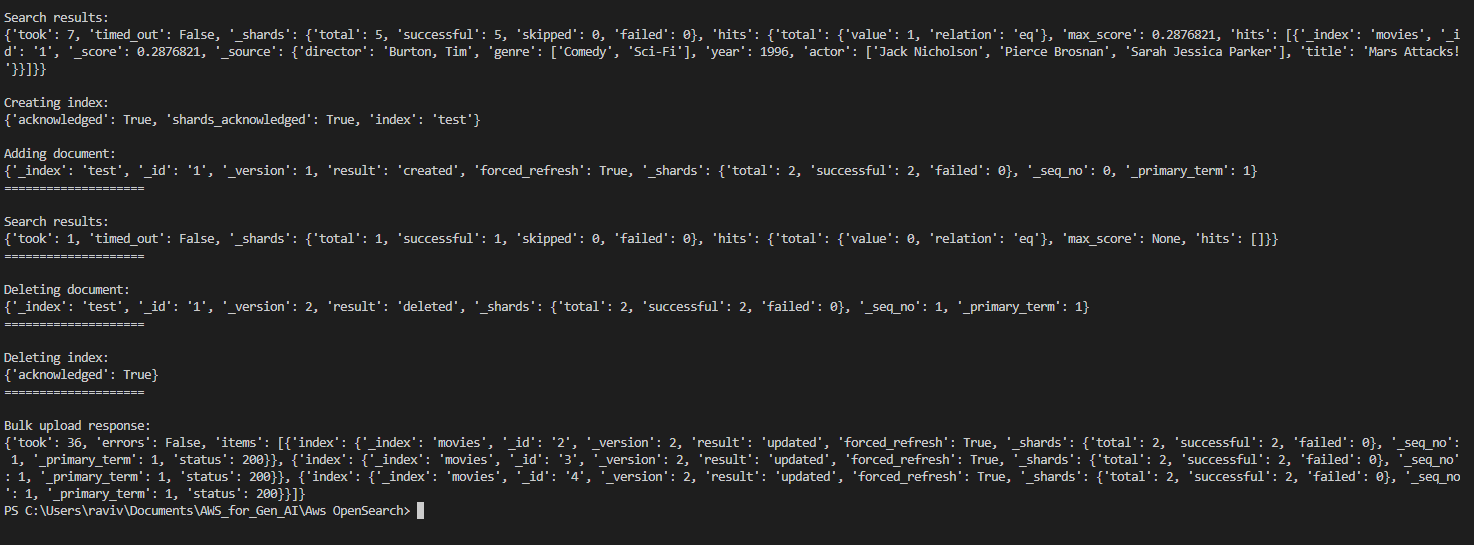 Search results:
{'took': 7, 'timed_out': False, '_shards': {'total': 5, 'successful': 5, 'skipped': 0, 'failed': 0}, 'hits': {'total': {'value': 1, 'relation': 'eq'}, 'max_score': 0.2876821, 'hits': [{'_index': 'movies', '_i
d': '1', '_score': 0.2876821, '_source': {'director': 'Burton, Tim', 'genre': ['Comedy', 'Sci-Fi'], 'year': 1996, 'actor': ['Jack Nicholson', 'Pierce Brosnan', 'Sarah Jessica Parker'], 'title': 'Mars Attacks!
'}}]}}
Creating index:
{'acknowledged': True, 'shards_acknowledged': True, 'index': 'test'}
Adding document:
{'_index': 'test', '_id': '1', '_version': 1, 'result': 'created', 'forced_refresh': True, '_shards': {'total': 2, 'successful': 2, 'failed': 0}, '_seq_no': 0, '_primary_term': 1}
====================
Search results:
{'took': 1, 'timed_out': False, '_shards': {'total': 1, 'successful': 1, 'skipped': 0, 'failed': 0}, 'hits': {'total': {'value': 0, 'relation': 'eq'}, 'max_score': None, 'hits': []}}
====================
Deleting document:
{'_index': 'test', '_id': '1', '_version': 2, 'result': 'deleted', '_shards': {'total': 2, 'successful': 2, 'failed': 0}, '_seq_no': 1, '_primary_term': 1}
====================
Deleting index:
{'acknowledged': True}
====================
Bulk upload response:
{'took': 36, 'errors': False, 'items': [{'index': {'_index': 'movies', '_id': '2', '_version': 2, 'result': 'updated', 'forced_refresh': True, '_shards': {'total': 2, 'successful': 2, 'failed': 0}, '_seq_no':
 1, '_primary_term': 1, 'status': 200}}, {'index': {'_index': 'movies', '_id': '3', '_version': 2, 'result': 'updated', 'forced_refresh': True, '_shards': {'total': 2, 'successful': 2, 'failed': 0}, '_seq_no'
: 1, '_primary_term': 1, 'status': 200}}, {'index': {'_index': 'movies', '_id': '4', '_version': 2, 'result': 'updated', 'forced_refresh': True, '_shards': {'total': 2, 'successful': 2, 'failed': 0}, '_seq_no
': 1, '_primary_term': 1, 'status': 200}}]}
PS C:\Users\raviv\Documents\AWS_for_Gen_AI\Aws OpenSearch>